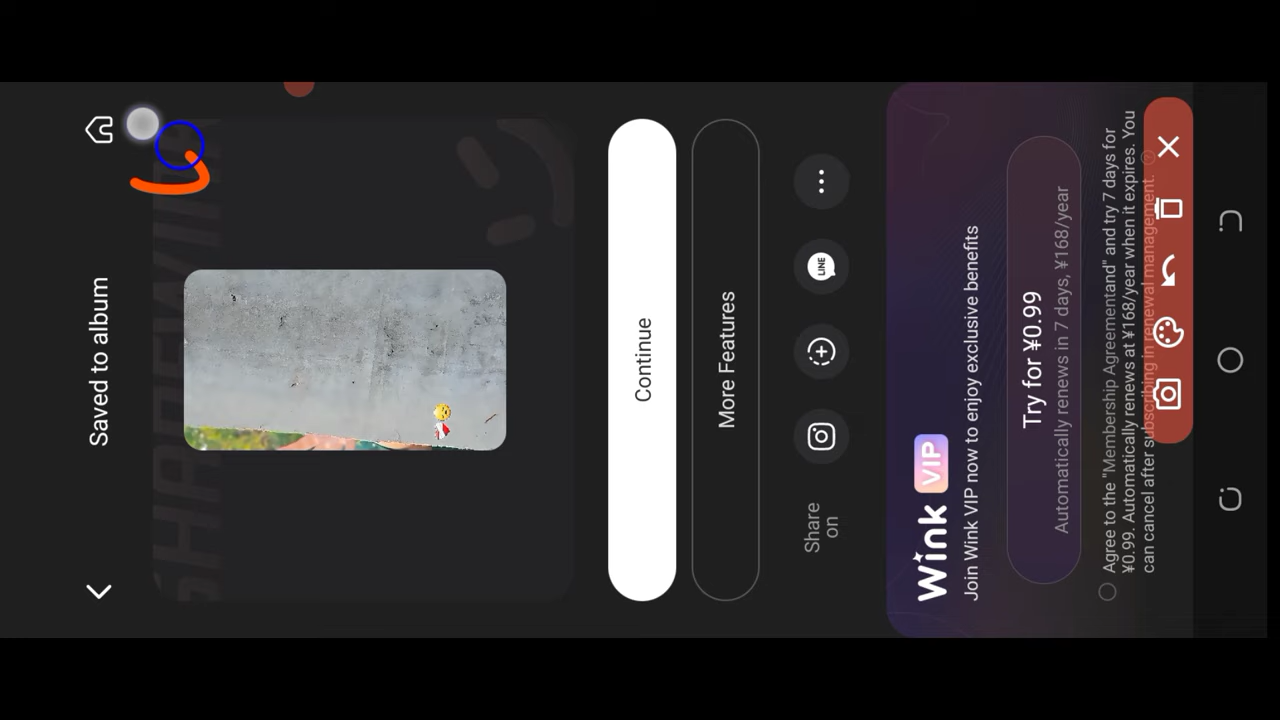 Saved to album
SHAREWINK
Continue
More Features
Share
on
LINE
Wink VIP
Join Wink VIP now to enjoy exclusive benefits
Try for ¥0.99
Automatically renews in 7 days, ¥168/year
Agree to the "Membership Agreementand" and try 7 days for
¥0.99. Automatically renews at ¥168/year when it expires. You
can cancel after subscribing in renewal management.